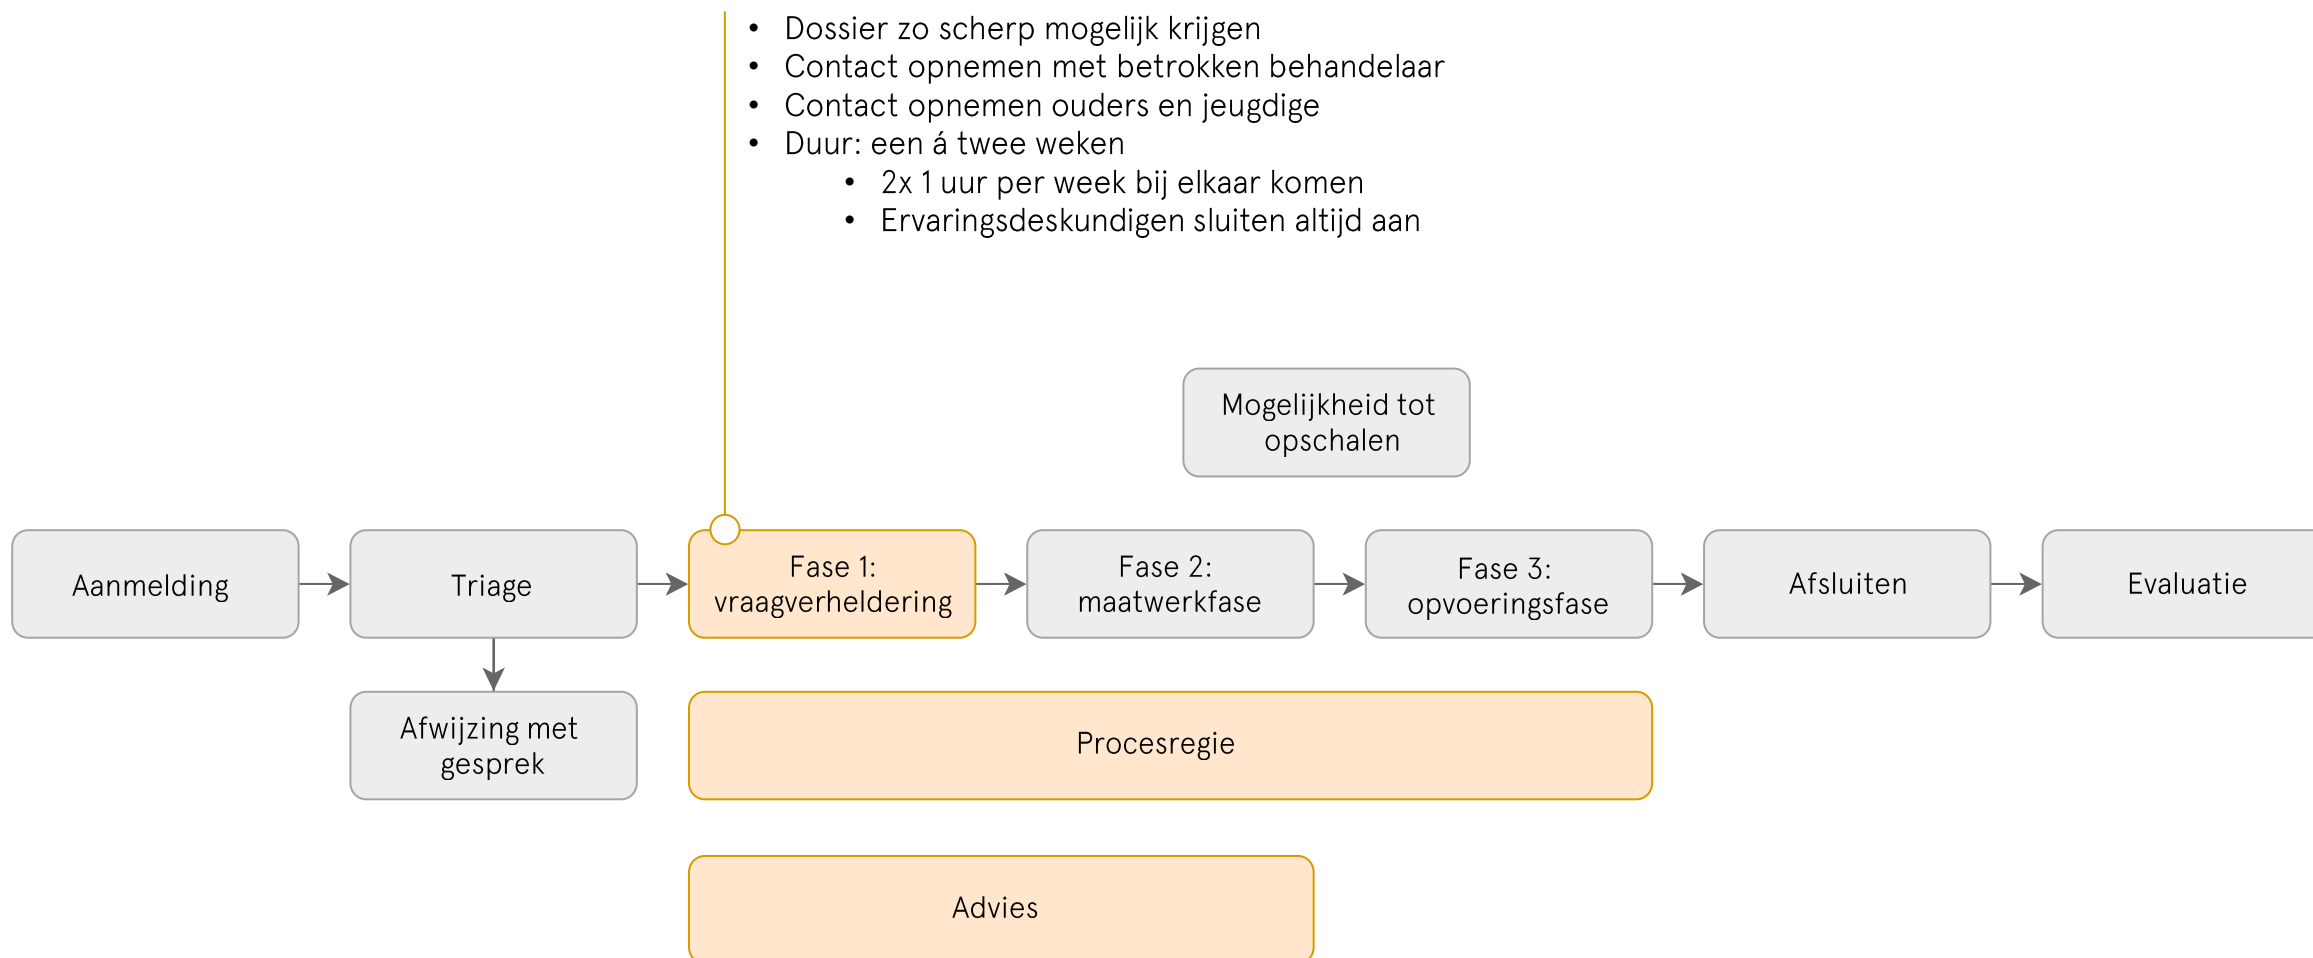 • Dossier zo scherp mogelijk krijgen
• Contact opnemen met betrokken behandelaar
• Contact opnemen ouders en jeugdige
• Duur: een á twee weken
• 2x 1 uur per week bij elkaar komen
• Ervaringsdeskundigen sluiten altijd aan
Mogelijkheid tot
opschalen
Aanmelding
Triage
Fase 1:
vraagverheldering
Fase 2:
maatwerkfase
Fase 3:
opvoeringsfase
Afsluiten
Evaluatie
Afwijzing met
gesprek
Procesregie
Advies